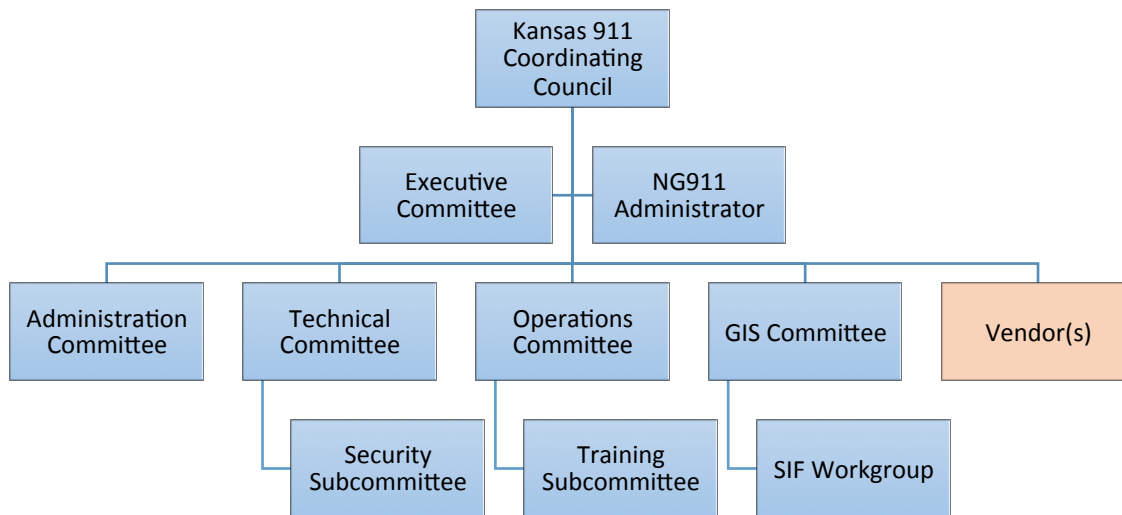 Kansas 911
Coordinating
Council
Executive
Committee
NG911
Administrator
Administration
Committee
Technical
Committee
Operations
Committee
GIS Committee
Vendor(s)
Security
Subcommittee
Training
Subcommittee
SIF Workgroup